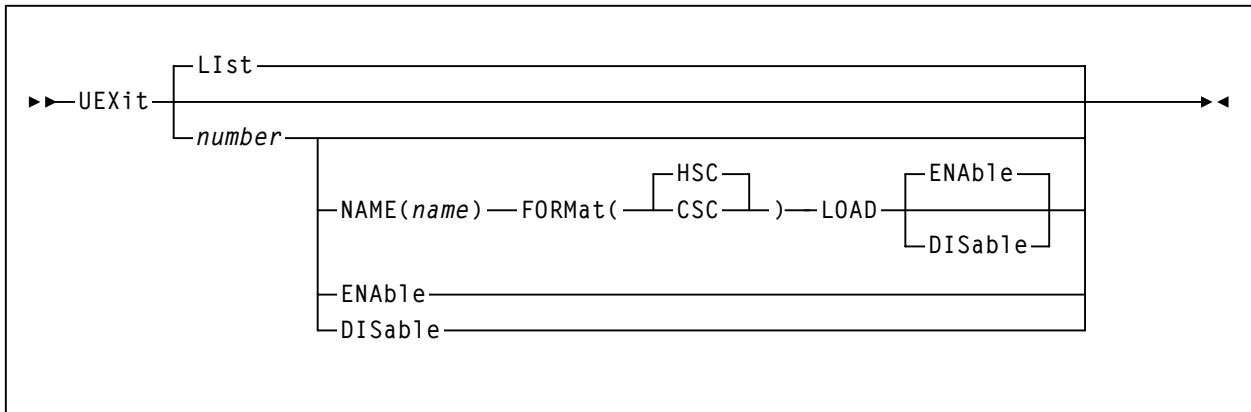 LIst
UEXit
number
HSC
ENAble
NAME(name) FORMat( CSC ) LOAD
DISable
ENAble
DISable